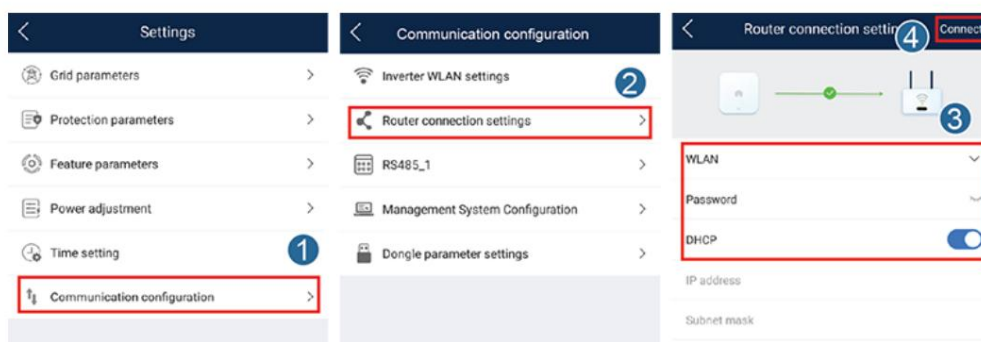 Settings
Grid parameters
Protection parameters
Feature parameters
Power adjustment
Time setting
1
Communication configuration
Communication configuration
Inverter WLAN settings
2
Router connection settings
RS485_1
Management System Configuration
Dongle parameter settings
Router connection settin
4
Connect
3
WLAN
Password
DHCP
IP address
Subnet mask